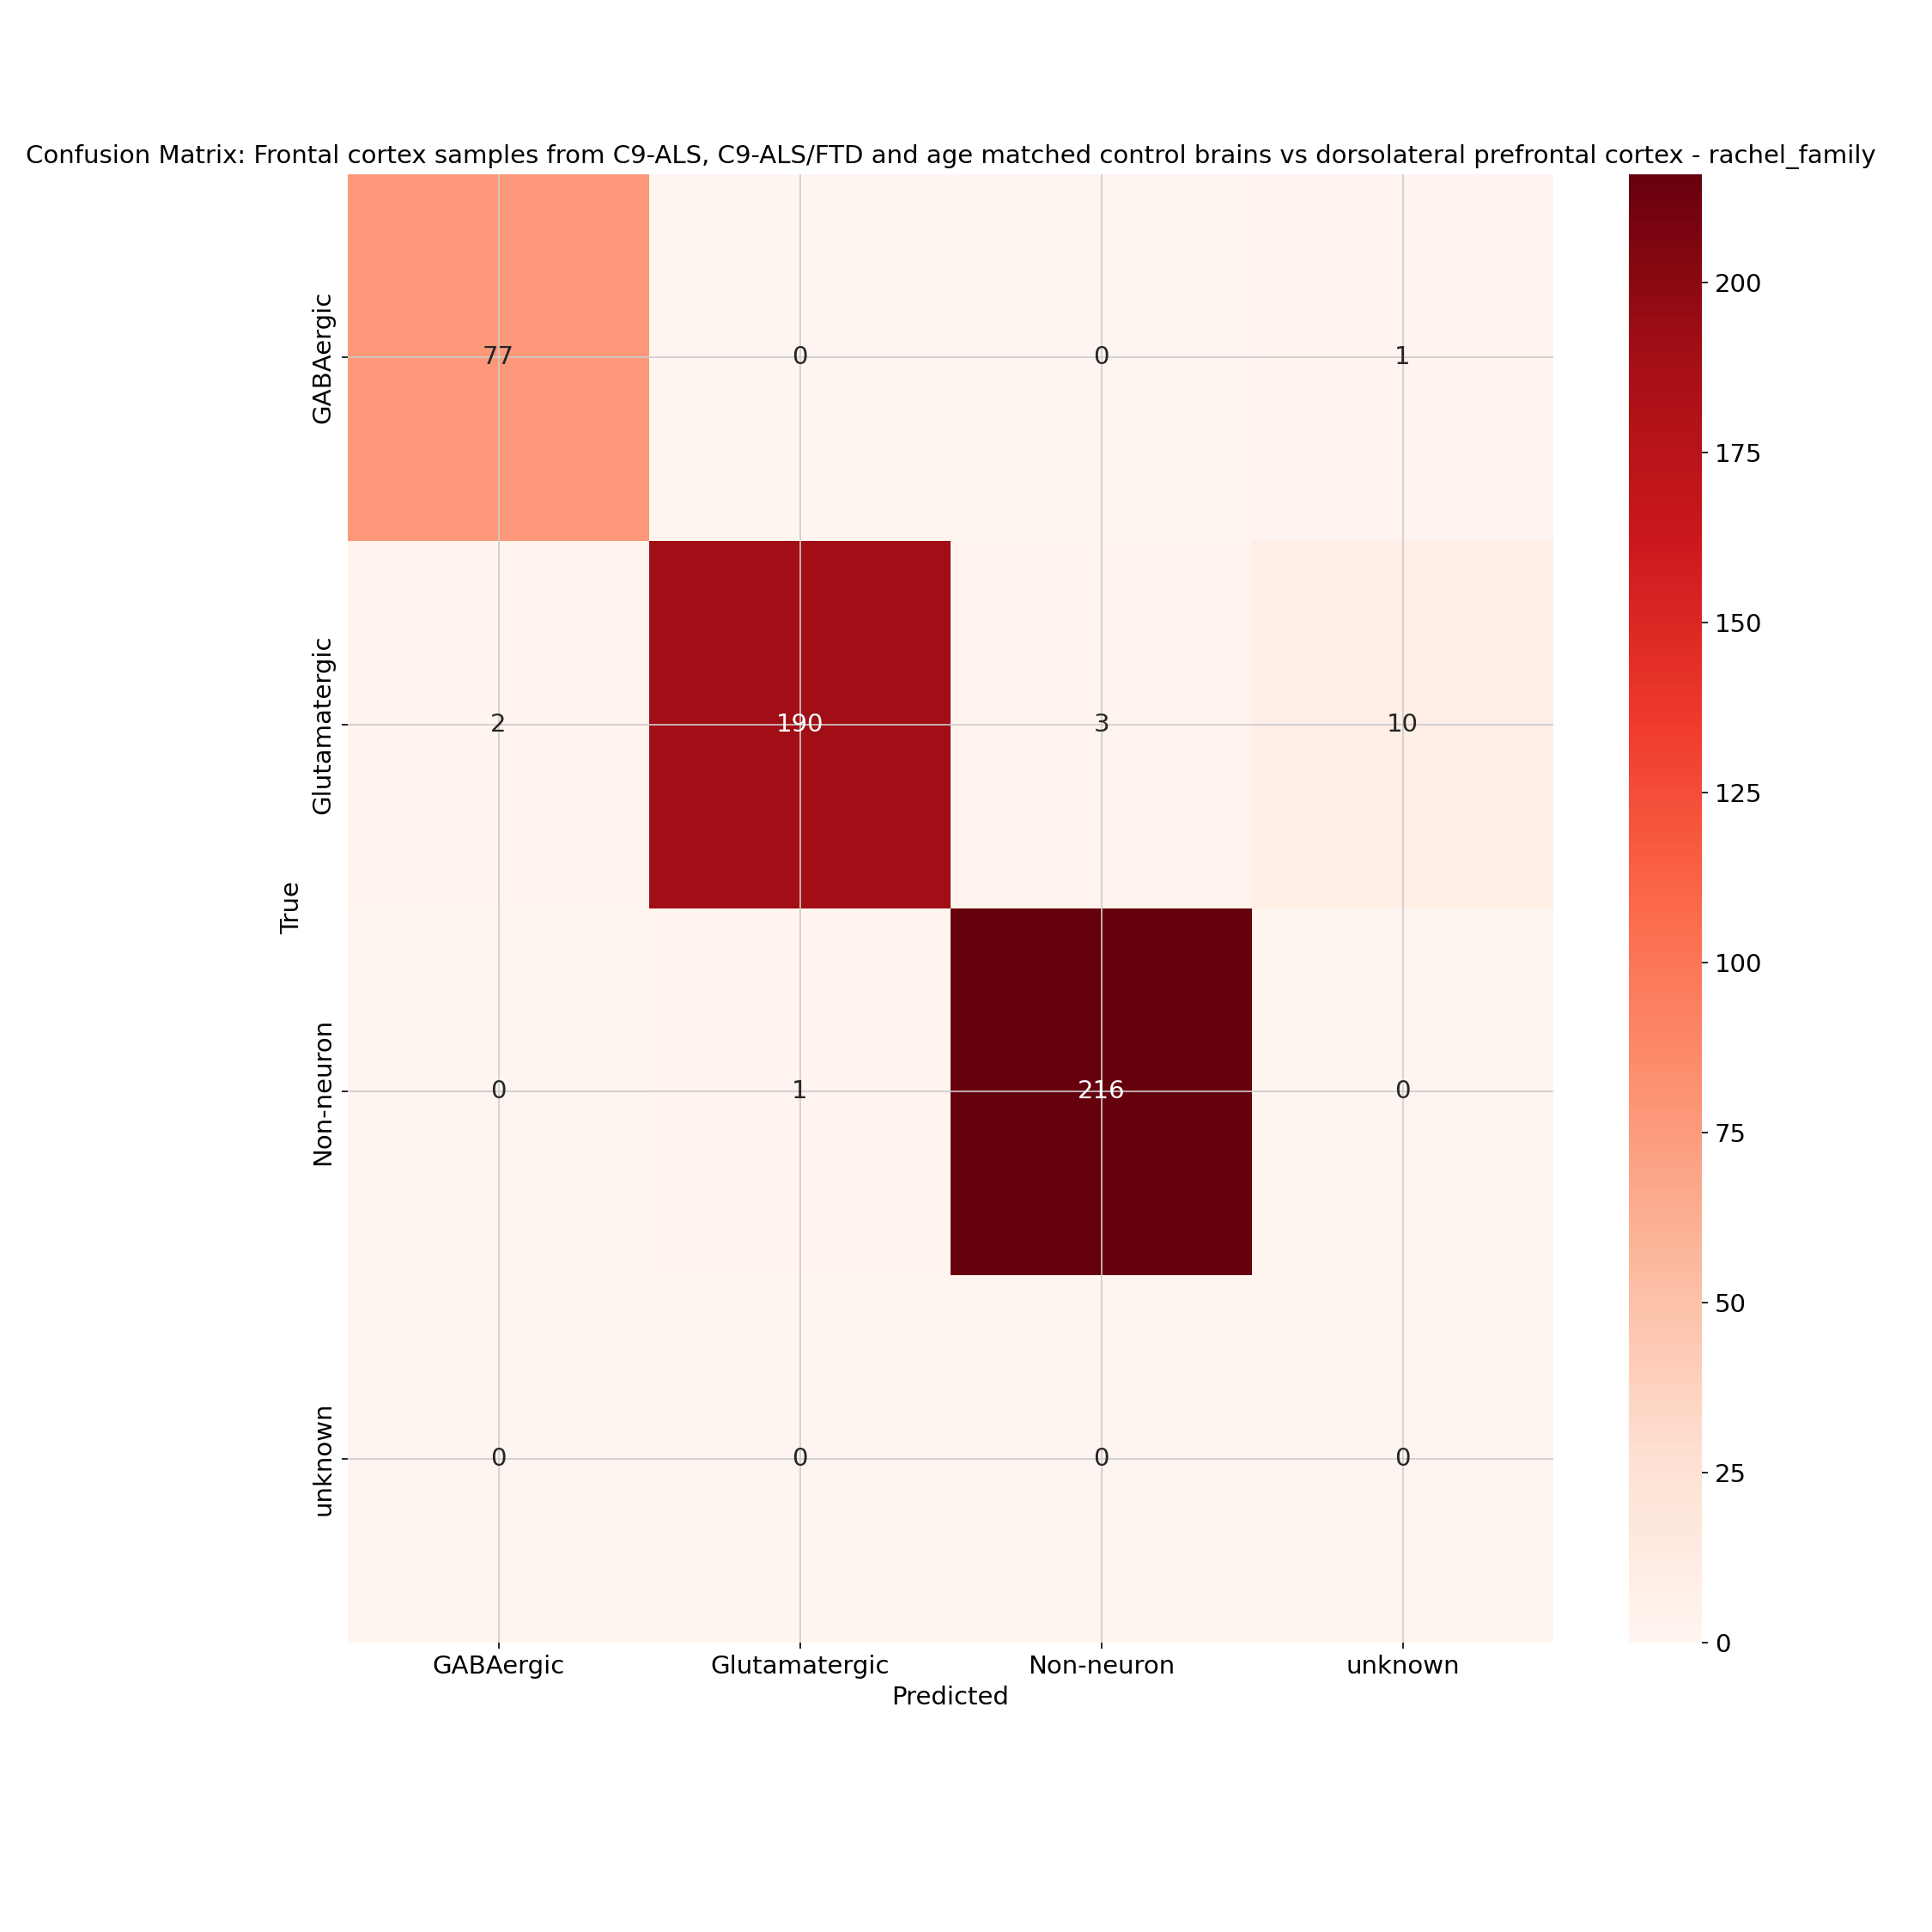 Confusion Matrix: Frontal cortex samples from C9-ALS, C9-ALS/FTD and age matched control brains vs dorsolateral prefrontal cortex - rachel_family
True
GABAergic
77 0 0 1
Glutamatergic
2 190 3 10
Non-neuron
0 1 216 0
unknown
0 0 0 0
GABAergic Glutamatergic Non-neuron unknown
Predicted
200
175
150
125
100
75
50
25
0